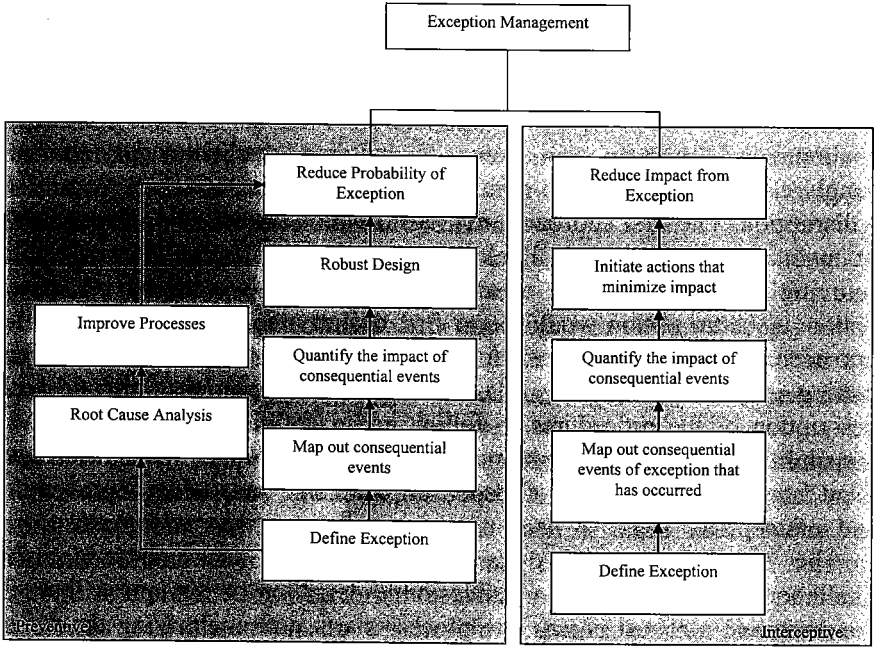 Exception Management
Reduce Probability of
Exception
Robust Design
Improve Processes
Quantify the impact of
consequential events
Root Cause Analysis
Map out consequential
events
Define Exception
Preventive
Reduce Impact from
Exception
Initiate actions that
minimize impact
Quantify the impact of
consequential events
Map out consequential
events of exception that
has occurred
Define Exception
Interceptive